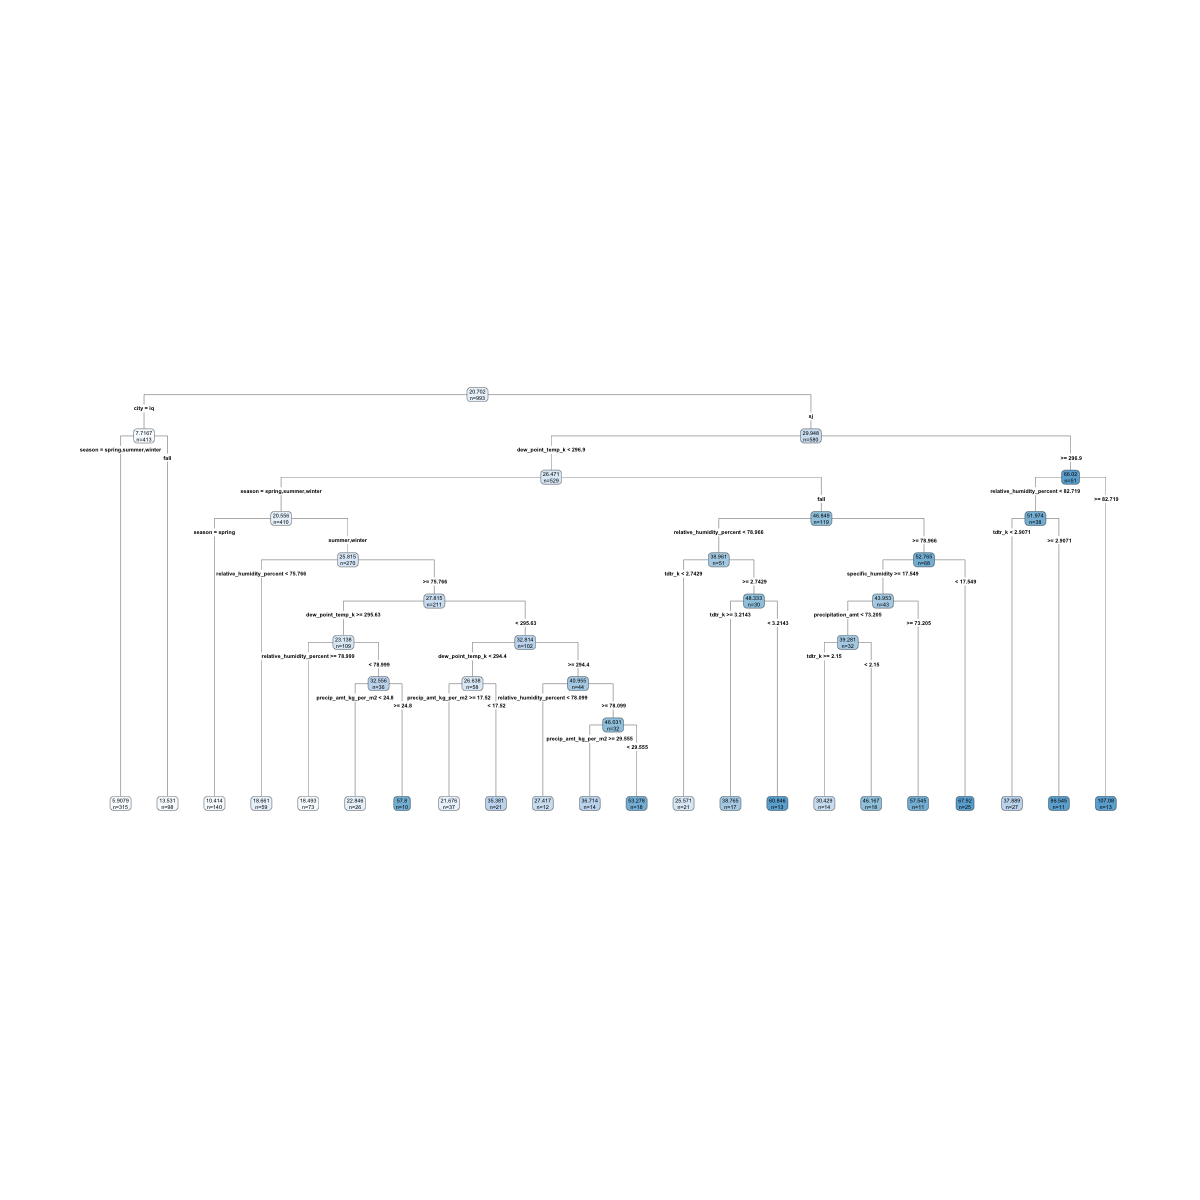 20.702
n=993
city = iq
sj
7.7167
n=413
29.948
n=580
season = spring,summer,winter
fall
dew_point_temp_k < 296.9
>= 296.9
26.471
n=529
66.02
n=51
season = spring,summer,winter
fall
relative_humidity_percent < 82.719
>= 82.719
20.556
n=410
46.849
n=119
51.974
n=38
season = spring
summer,winter
relative_humidity_percent < 78.966
>= 78.966
tdtr_k < 2.9071
>= 2.9071
25.815
n=270
38.961
n=51
52.765
n=68
relative_humidity_percent < 75.766
>= 75.766
tdtr_k < 2.7429
>= 2.7429
specific_humidity >= 17.549
< 17.549
27.815
n=211
48.333
n=30
43.953
n=43
dew_point_temp_k >= 295.63
< 295.63
tdtr_k >= 3.2143
< 3.2143
precipitation_amt < 73.205
>= 73.205
23.138
n=109
32.814
n=102
39.281
n=32
relative_humidity_percent >= 78.999
< 78.999
dew_point_temp_k < 294.4
>= 294.4
tdtr_k >= 2.15
< 2.15
32.556
n=36
26.638
n=58
40.955
n=44
precip_amt_kg_per_m2 < 24.8
>= 24.8
precip_amt_kg_per_m2 >= 17.52
< 17.52
relative_humidity_percent < 78.099
>= 78.099
46.031
n=32
precip_amt_kg_per_m2 >= 29.555
< 29.555
5.9079
n=315
13.531
n=98
10.414
n=140
18.661
n=59
18.493
n=73
22.846
n=26
57.8
n=10
21.676
n=37
35.381
n=21
27.417
n=12
36.714
n=14
53.278
n=18
25.571
n=21
38.765
n=17
60.846
n=13
30.429
n=14
46.167
n=18
57.545
n=11
67.92
n=25
37.889
n=27
86.545
n=11
107.08
n=13